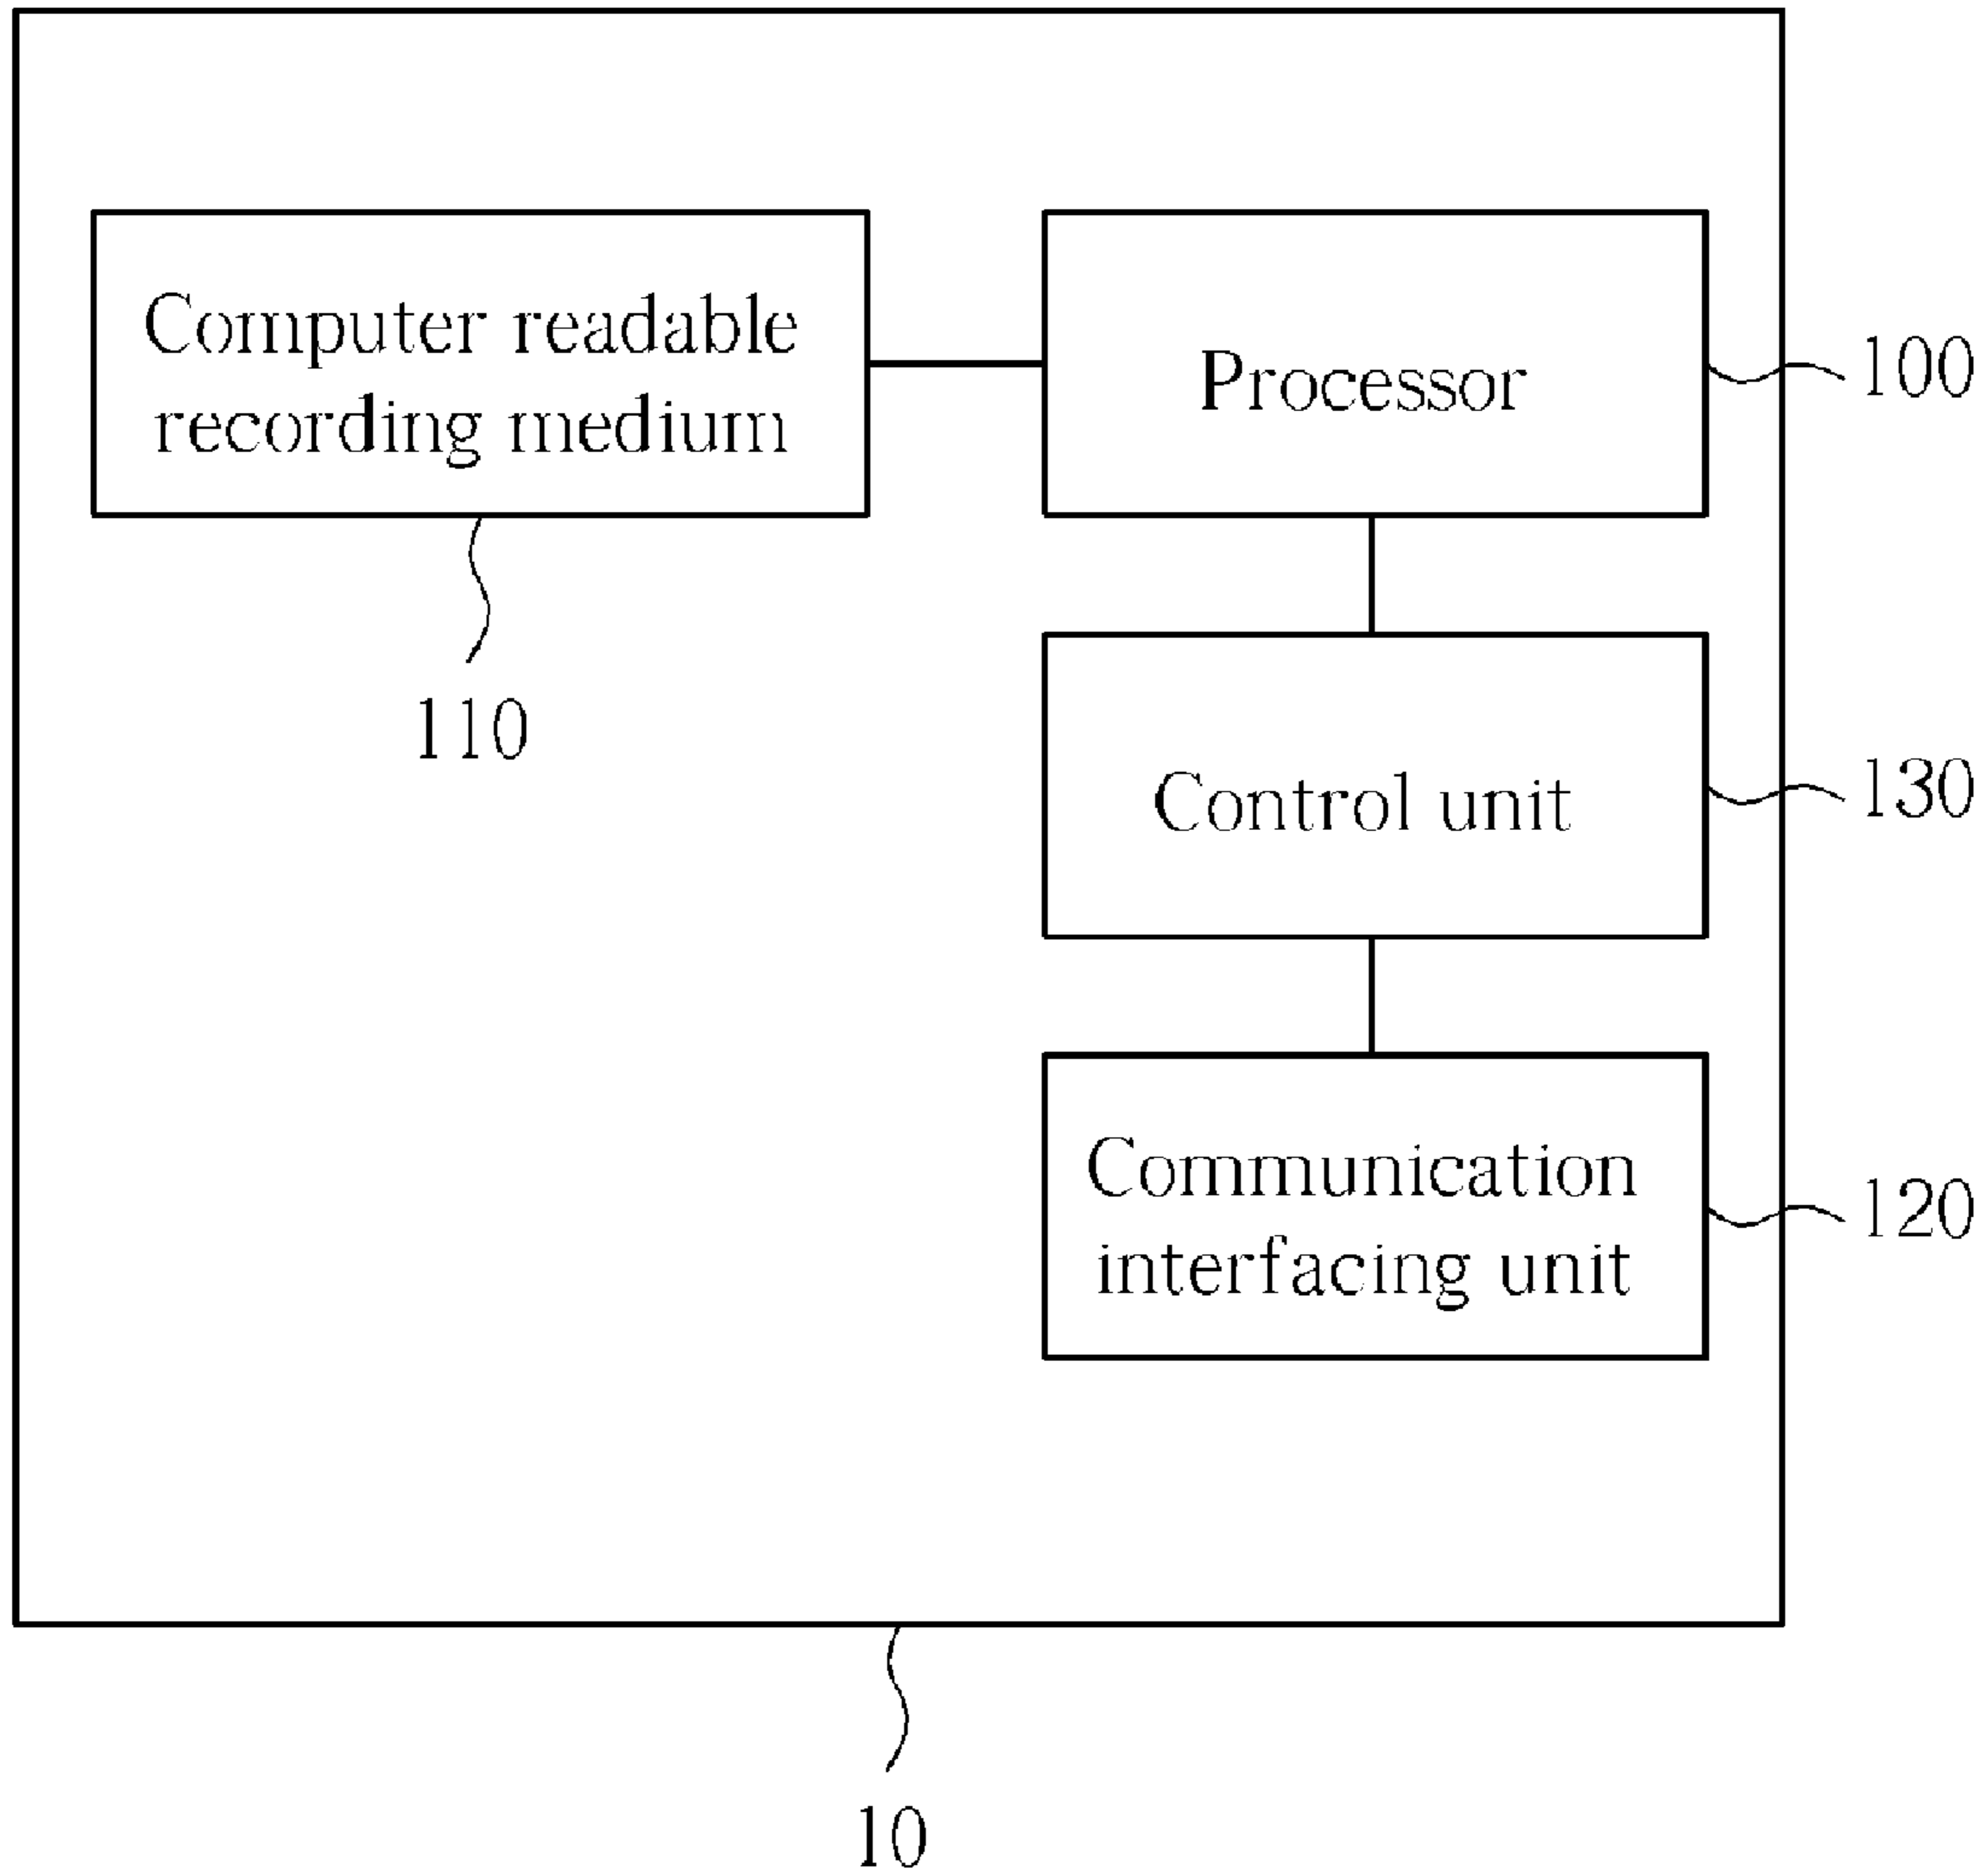 Computer readable
recording medium
110
Processor
100
Control unit
130
Communication
interfacing unit
120
10